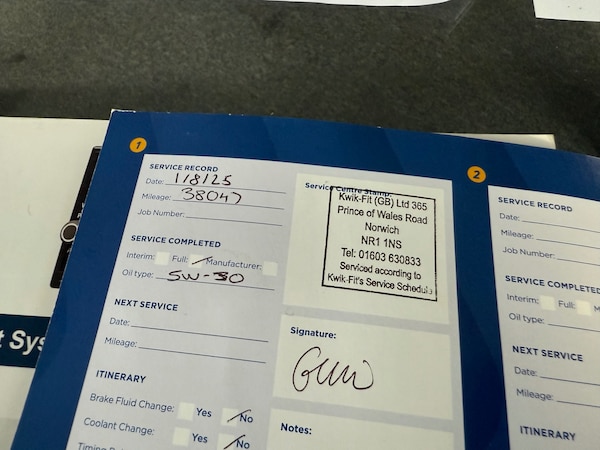 1
SERVICE RECORD
Date: 1/8/25
Mileage: 38047
Job Number:
SERVICE COMPLETED
Interim: Full: Manufacturer:
Oil type: 5W-30
NEXT SERVICE
Date:
Mileage:
ITINERARY
Brake Fluid Change: Yes No
Coolant Change: Yes No
Timing
Service Centre Stamp:
Kwik-Fit (GB) Ltd 365
Prince of Wales Road
Norwich
NR1 1NS
Tel: 01603 630833
Serviced according to
Kwik-Fit's Service Schedule
Signature:
Notes:
2
SERVICE RECORD
Date:
Mileage:
Job Number:
SERVICE COMPLETED
Interim: Full: M
Oil type:
NEXT SERVICE
Date:
Mileage:
ITINERARY
t Sys